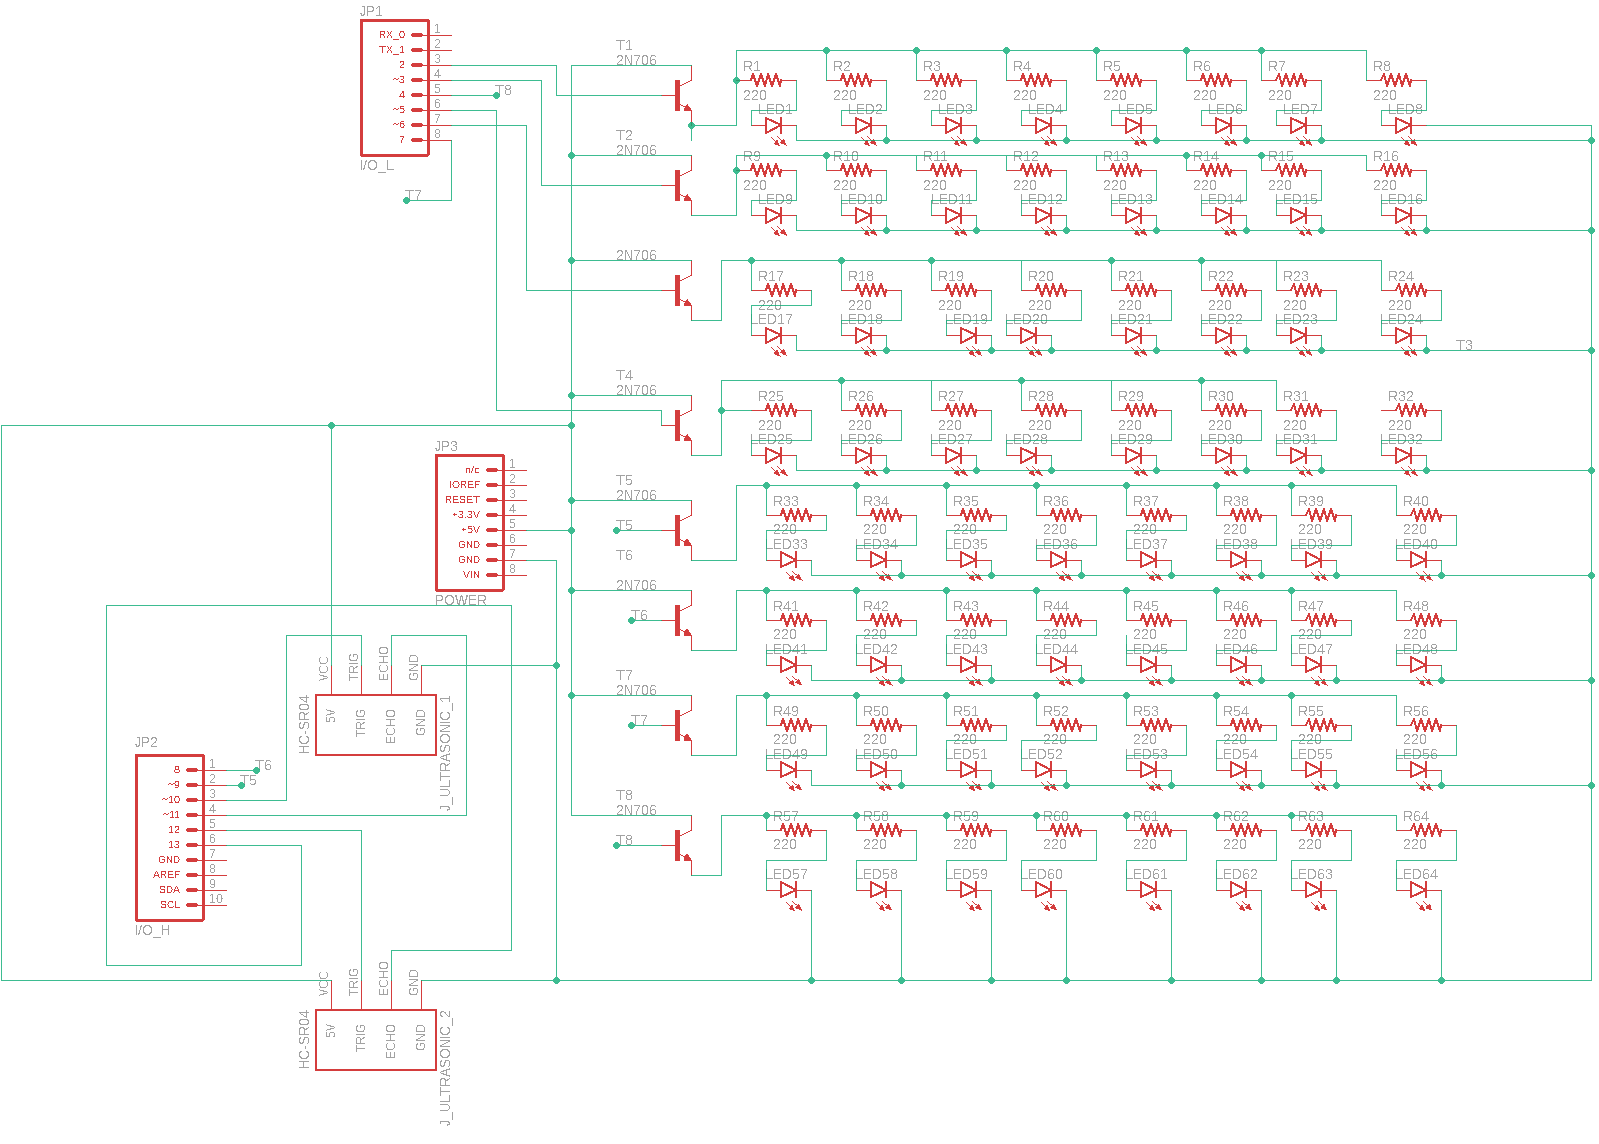 JP1
RX_0 1
TX_1 2
2 3
~3 4
4 5
~5 6
~6 7
7 8
I/O_L
T8
T7
T1
2N706
R1 R2 R3 R4 R5 R6 R7 R8
220 220 220 220 220 220 220 220
LED1 LED2 LED3 LED4 LED5 LED6 LED7 LED8
T2
2N706
R9 R10 R11 R12 R13 R14 R15 R16
220 220 220 220 220 220 220 220
LED9 LED10 LED11 LED12 LED13 LED14 LED15 LED16
2N706
R17 R18 R19 R20 R21 R22 R23 R24
220 220 220 220 220 220 220 220
LED17 LED18 LED19 LED20 LED21 LED22 LED23 LED24
T3
T4
2N706
R25 R26 R27 R28 R29 R30 R31 R32
220 220 220 220 220 220 220 220
LED25 LED26 LED27 LED28 LED29 LED30 LED31 LED32
JP3
n/c 1
IOREF 2
RESET 3
+3.3V 4
+5V 5
GND 6
GND 7
VIN 8
POWER
T5
2N706
T5
R33 R34 R35 R36 R37 R38 R39 R40
220 220 220 220 220 220 220 220
LED33 LED34 LED35 LED36 LED37 LED38 LED39 LED40
T6
2N706
T6
R41 R42 R43 R44 R45 R46 R47 R48
220 220 220 220 220 220 220 220
LED41 LED42 LED43 LED44 LED45 LED46 LED47 LED48
T7
2N706
T7
R49 R50 R51 R52 R53 R54 R55 R56
220 220 220 220 220 220 220 220
LED49 LED50 LED51 LED52 LED53 LED54 LED55 LED56
T8
2N706
T8
R57 R58 R59 R60 R61 R62 R63 R64
220 220 220 220 220 220 220 220
LED57 LED58 LED59 LED60 LED61 LED62 LED63 LED64
VCC TRIG ECHO GND
HC-SR04
5V TRIG ECHO GND
J_ULTRASONIC_1
JP2
8 1
~9 2
~10 3
~11 4
12 5
13 6
GND 7
AREF 8
SDA 9
SCL 10
I/O_H
T6
T5
VCC TRIG ECHO GND
HC-SR04
5V TRIG ECHO GND
J_ULTRASONIC_2